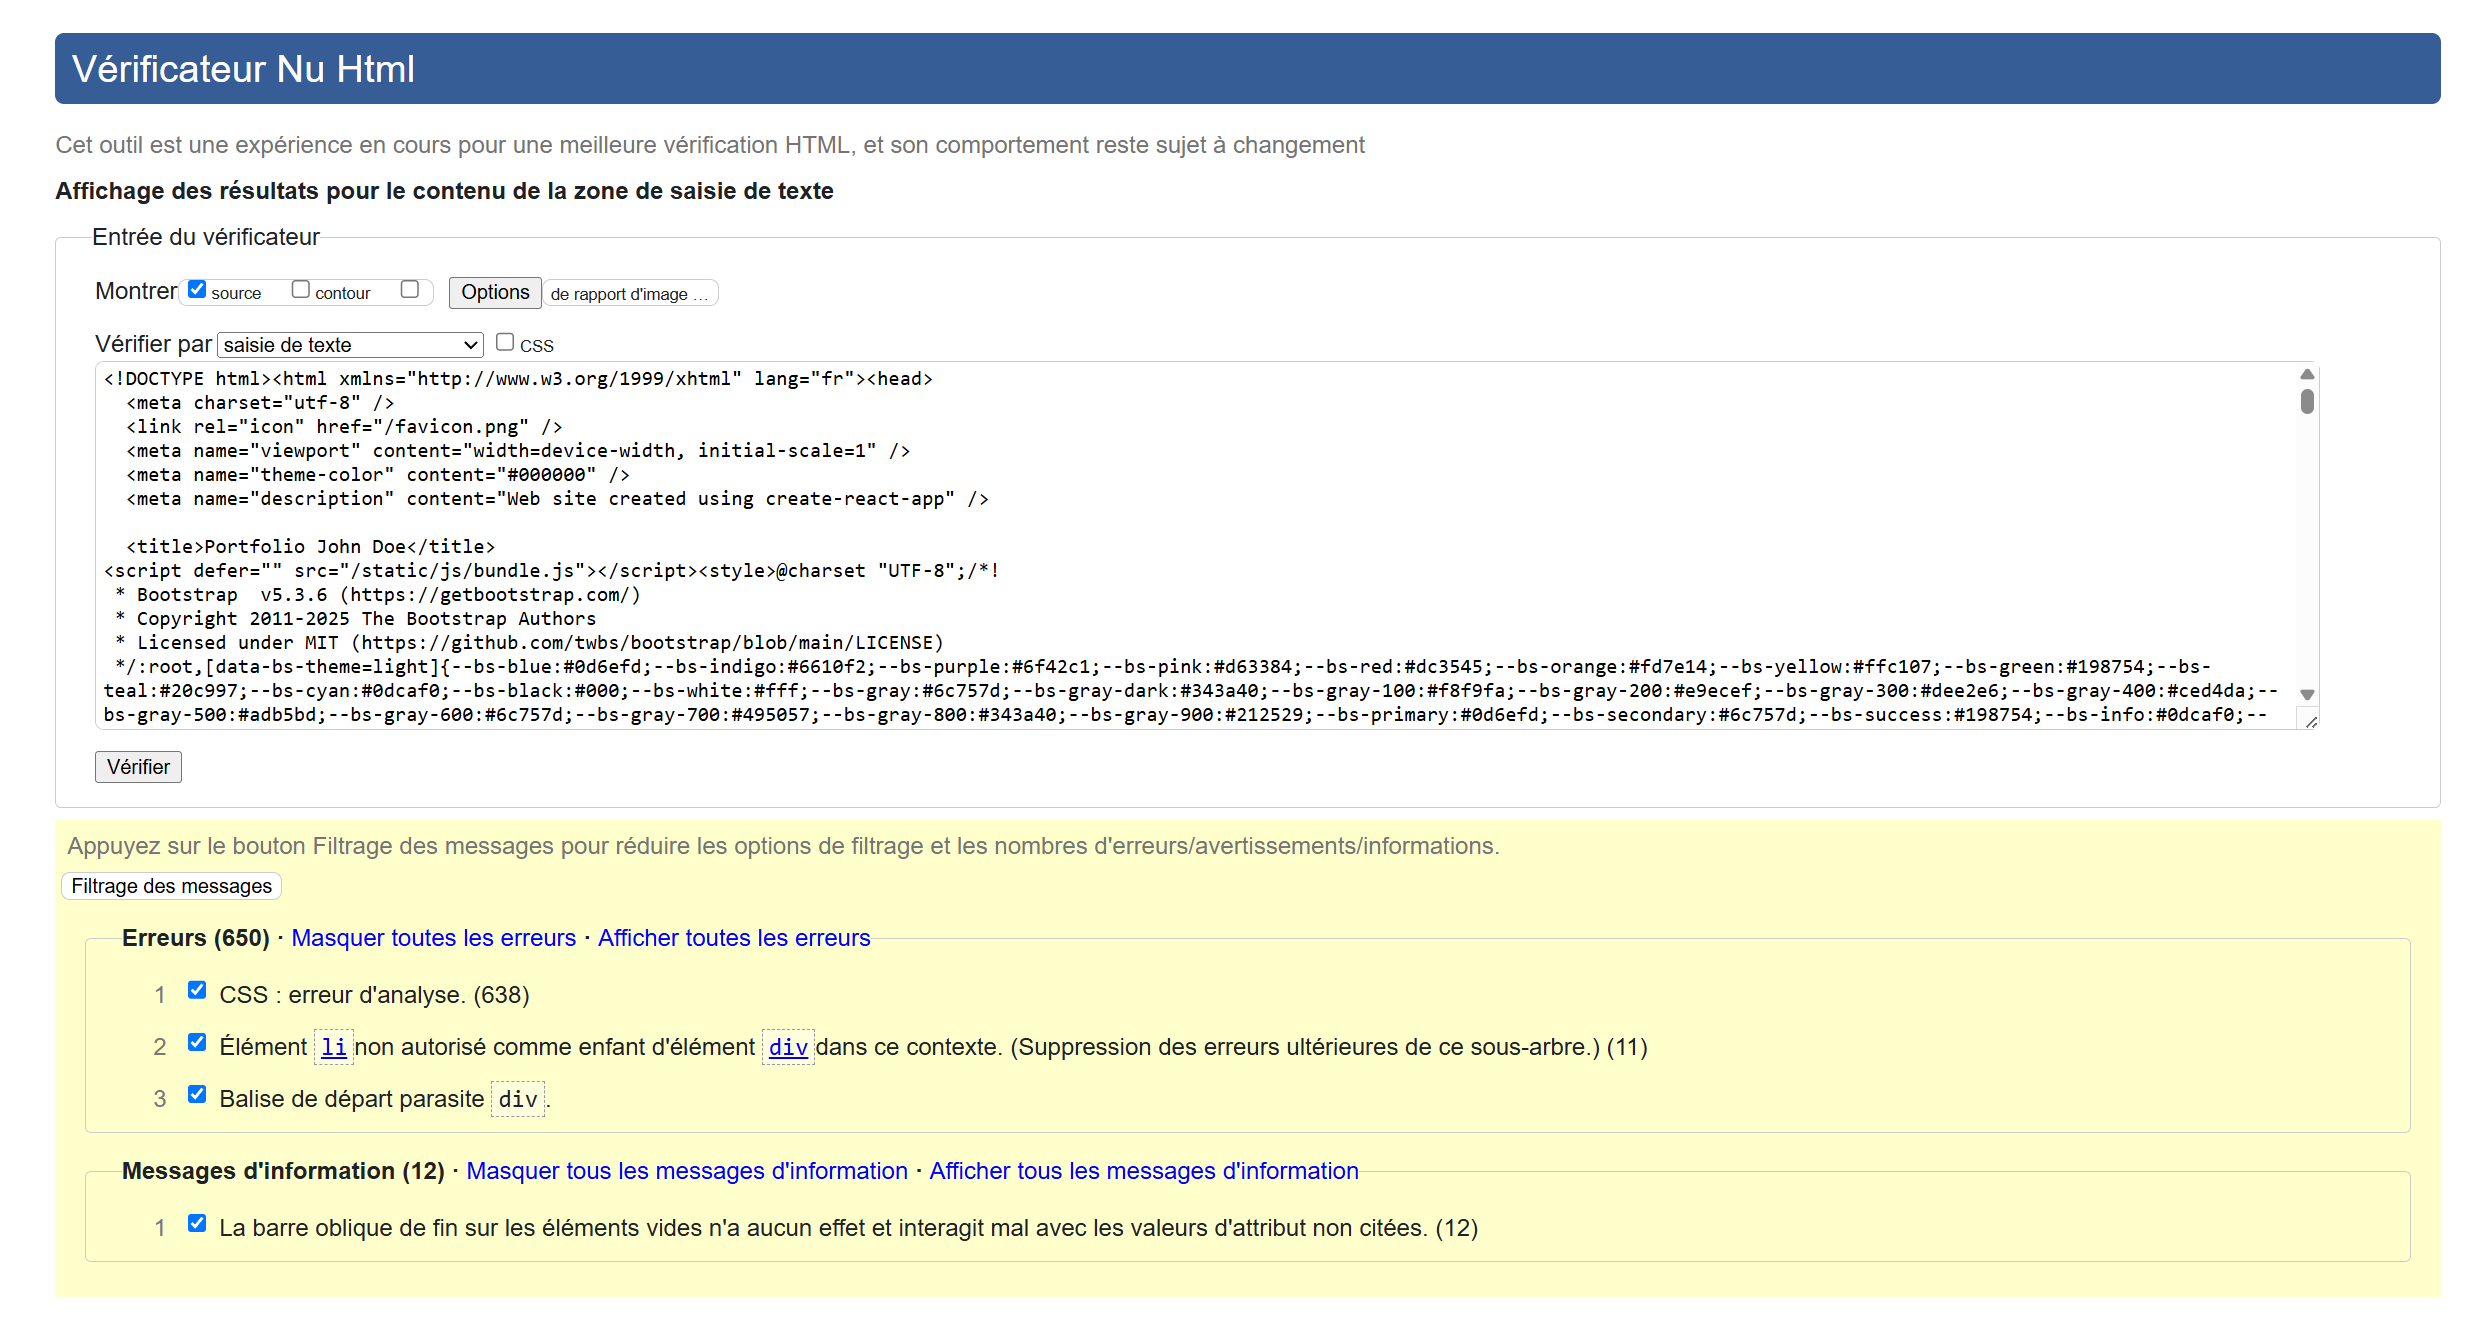 Vérificateur Nu Html
Cet outil est une expérience en cours pour une meilleure vérification HTML, et son comportement reste sujet à changement
Affichage des résultats pour le contenu de la zone de saisie de texte
Entrée du vérificateur
Montrer source contour Options de rapport d'image ...
Vérifier par saisie de texte CSS
<!DOCTYPE html><html xmlns="http://www.w3.org/1999/xhtml" lang="fr"><head>
  <meta charset="utf-8" />
  <link rel="icon" href="/favicon.png" />
  <meta name="viewport" content="width=device-width, initial-scale=1" />
  <meta name="theme-color" content="#000000" />
  <meta name="description" content="Web site created using create-react-app" />
  <title>Portfolio John Doe</title>
<script defer="" src="/static/js/bundle.js"></script><style>@charset "UTF-8";/*!
 * Bootstrap  v5.3.6 (https://getbootstrap.com/)
 * Copyright 2011-2025 The Bootstrap Authors
 * Licensed under MIT (https://github.com/twbs/bootstrap/blob/main/LICENSE)
 */:root,[data-bs-theme=light]{--bs-blue:#0d6efd;--bs-indigo:#6610f2;--bs-purple:#6f42c1;--bs-pink:#d63384;--bs-red:#dc3545;--bs-orange:#fd7e14;--bs-yellow:#ffc107;--bs-green:#198754;--bs-
teal:#20c997;--bs-cyan:#0dcaf0;--bs-black:#000;--bs-white:#fff;--bs-gray:#6c757d;--bs-gray-dark:#343a40;--bs-gray-100:#f8f9fa;--bs-gray-200:#e9ecef;--bs-gray-300:#dee2e6;--bs-gray-400:#ced4da;--
bs-gray-500:#adb5bd;--bs-gray-600:#6c757d;--bs-gray-700:#495057;--bs-gray-800:#343a40;--bs-gray-900:#212529;--bs-primary:#0d6efd;--bs-secondary:#6c757d;--bs-success:#198754;--bs-info:#0dcaf0;--
Vérifier
Appuyez sur le bouton Filtrage des messages pour réduire les options de filtrage et les nombres d'erreurs/avertissements/informations.
Filtrage des messages
Erreurs (650) · Masquer toutes les erreurs · Afficher toutes les erreurs
1 CSS : erreur d'analyse. (638)
2 Élément li non autorisé comme enfant d'élément div dans ce contexte. (Suppression des erreurs ultérieures de ce sous-arbre.) (11)
3 Balise de départ parasite div.
Messages d'information (12) · Masquer tous les messages d'information · Afficher tous les messages d'information
1 La barre oblique de fin sur les éléments vides n'a aucun effet et interagit mal avec les valeurs d'attribut non citées. (12)